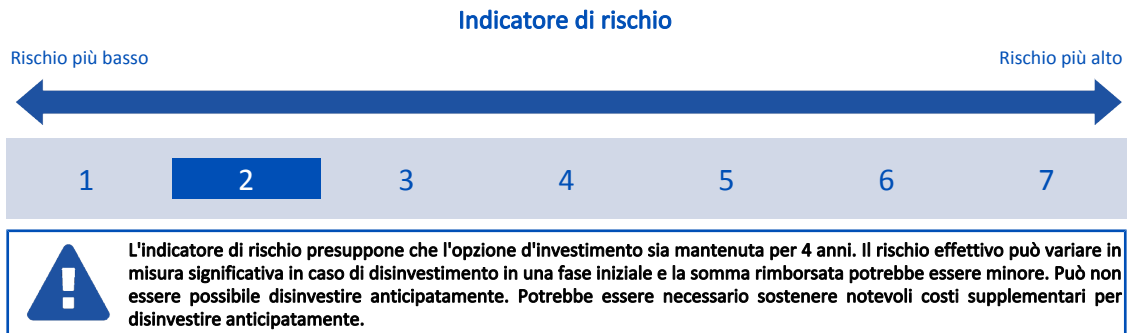 Indicatore di rischio
Rischio più basso Rischio più alto
1 2 3 4 5 6 7
L'indicatore di rischio presuppone che l'opzione d'investimento sia mantenuta per 4 anni. Il rischio effettivo può variare in
misura significativa in caso di disinvestimento in una fase iniziale e la somma rimborsata potrebbe essere minore. Può non
essere possibile disinvestire anticipatamente. Potrebbe essere necessario sostenere notevoli costi supplementari per
disinvestire anticipatamente.